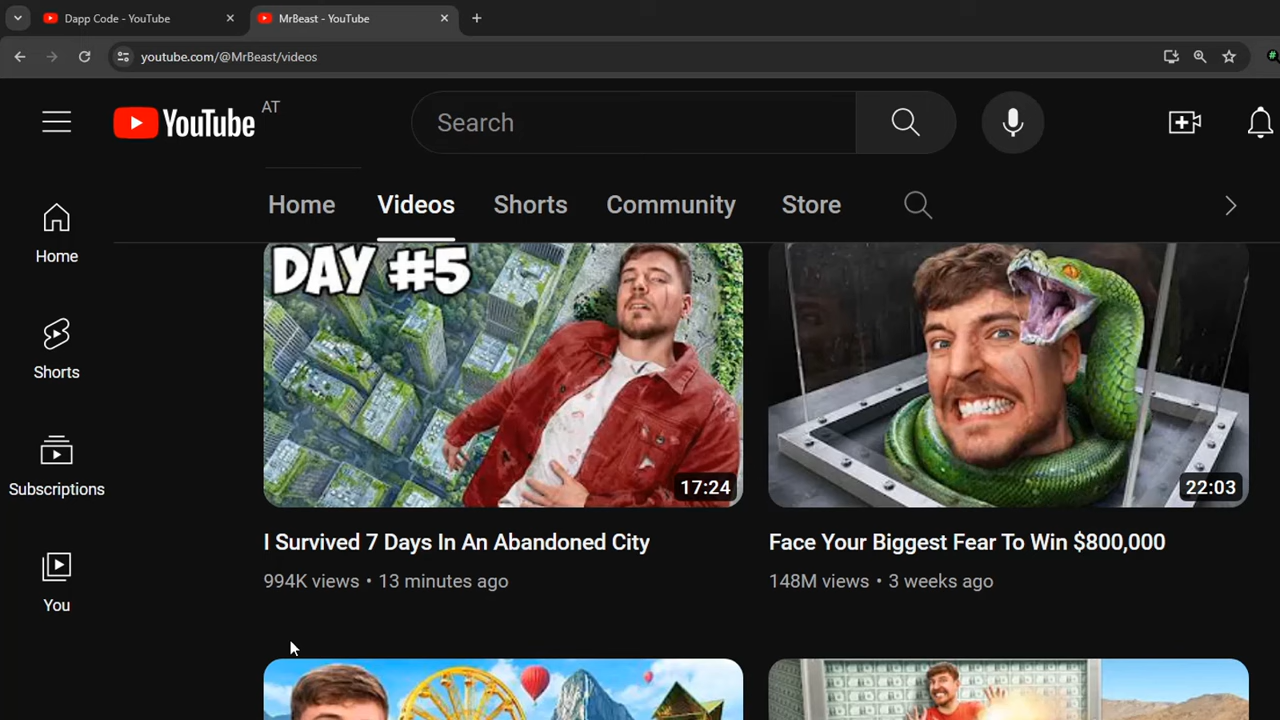 Dapp Code - YouTube
MrBeast - YouTube
youtube.com/@MrBeast/videos
YouTube AT
Search
Home
Videos
Shorts
Community
Store
Home
Shorts
Subscriptions
You
DAY #5
17:24
22:03
I Survived 7 Days In An Abandoned City
994K views • 13 minutes ago
Face Your Biggest Fear To Win $800,000
148M views • 3 weeks ago